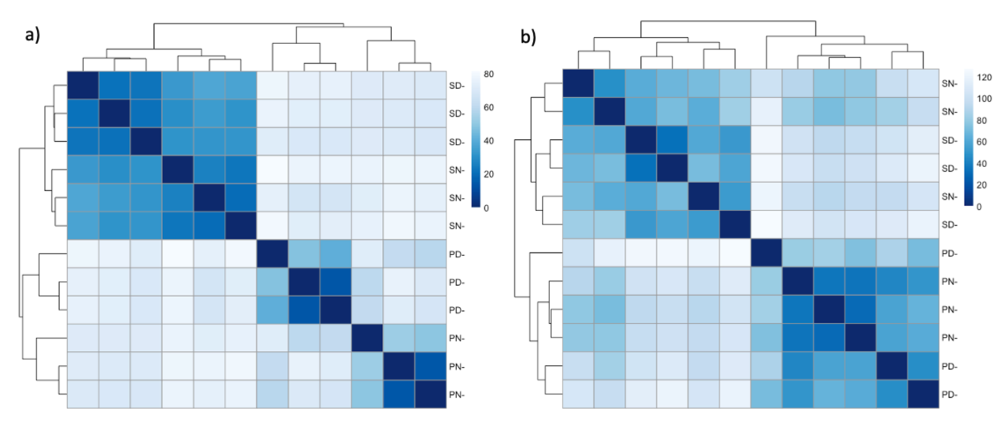 a)
80
60
40
20
0
SD-
SD-
SD-
SN-
SN-
SN-
PD-
PD-
PD-
PN-
PN-
PN-
b)
120
100
80
60
40
20
0
SN-
SN-
SD-
SD-
SN-
SD-
PD-
PN-
PN-
PN-
PD-
PD-